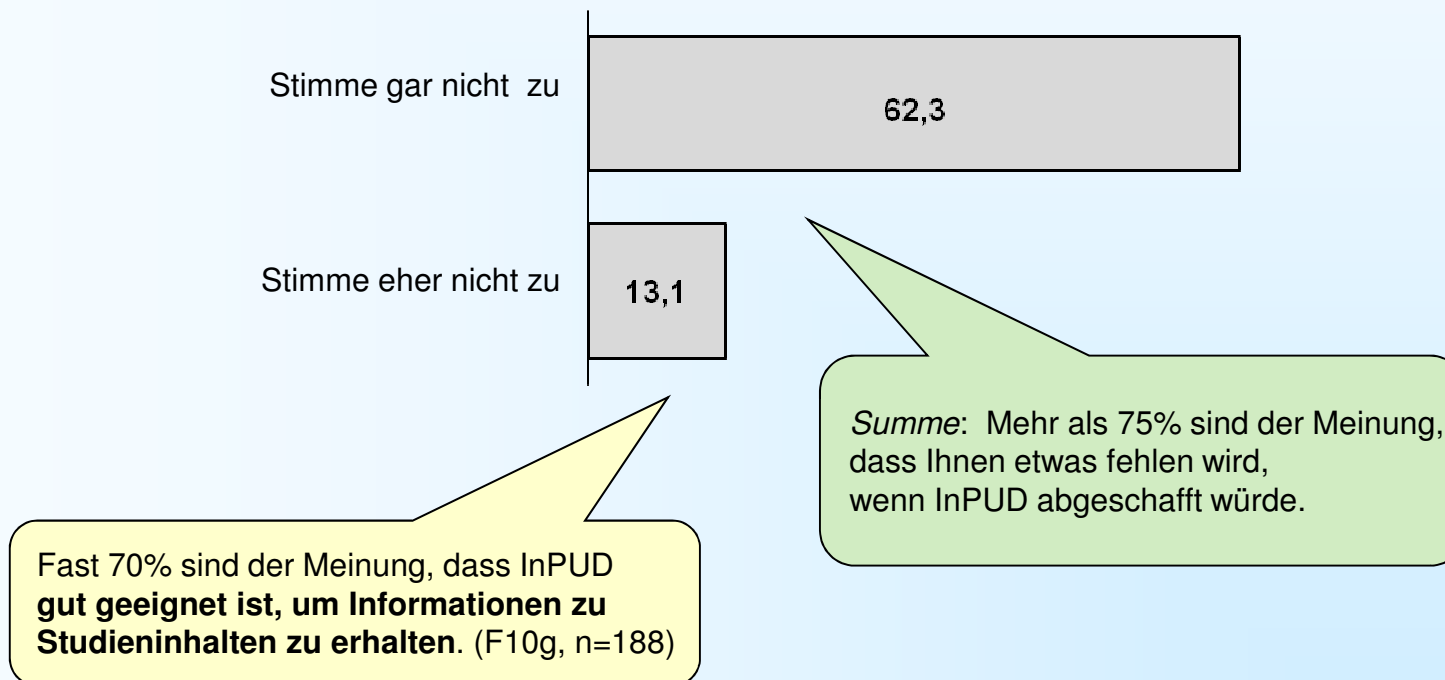 Stimme gar nicht  zu
62,3
Stimme eher nicht zu
13,1
Summe:  Mehr als 75% sind der Meinung,
dass Ihnen etwas fehlen wird,
wenn InPUD abgeschafft würde.
Fast 70% sind der Meinung, dass InPUD
gut geeignet ist, um Informationen zu
Studieninhalten zu erhalten. (F10g, n=188)